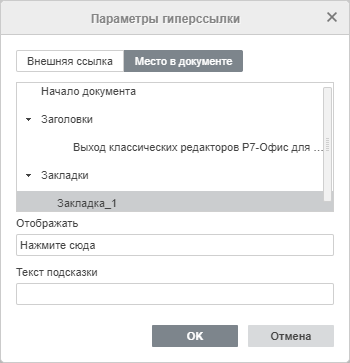 Параметры гиперссылки
Внешняя ссылка Место в документе
Начало документа
Заголовки
Выход классических редакторов Р7-Офис для ...
Закладки
Закладка_1
Отображать
Нажмите сюда
Текст подсказки
OK Отмена